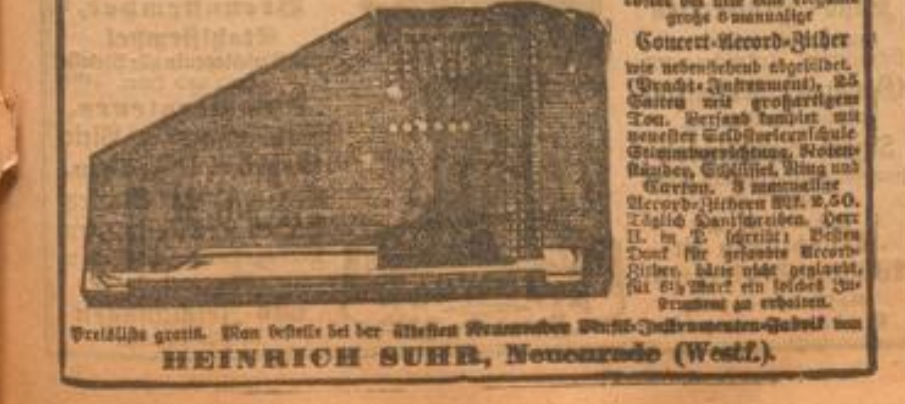 große 6manualige
Concert-Accord-Zither
wie nebenstehend abgebildet.
(Pracht-Instrument), 25
Saiten mit großartigem
Ton. Versand komplet mit
neuester Selbsterlernschule
Stimmvorrichtung, Noten-
ständer, Schlüssel, Ring und
Carton. 3 manualige
Accord-Zithern Mk. 2,50.
Täglich Dankschreiben. Herr
U. in T. schreibt: Besten
Dank für gesandte Accord-
Zither, hätte nicht geglaubt,
für 6½ Mark ein solches In-
strument zu erhalten.
Preisliste gratis. Man bestelle bei der ältesten Neuenrader Musik-Instrumenten-Fabrik von
HEINRICH SUHR, Neuenrade (Westf.).